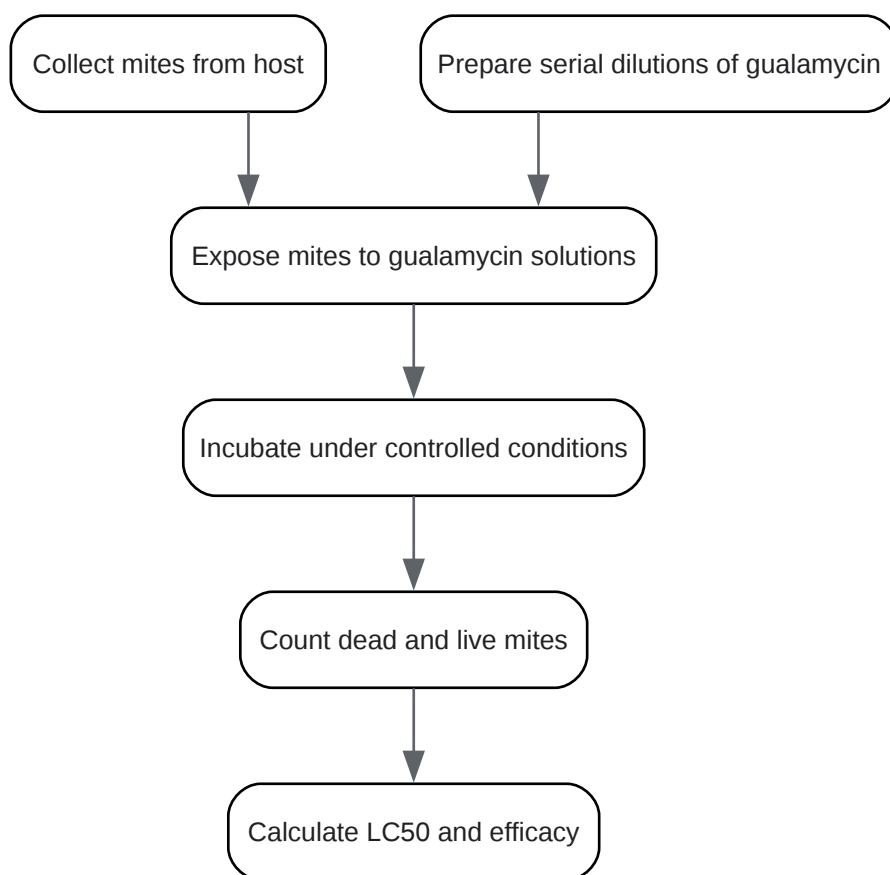 Collect mites from host
Prepare serial dilutions of gualamycin
Expose mites to gualamycin solutions
Incubate under controlled conditions
Count dead and live mites
Calculate LC50 and efficacy